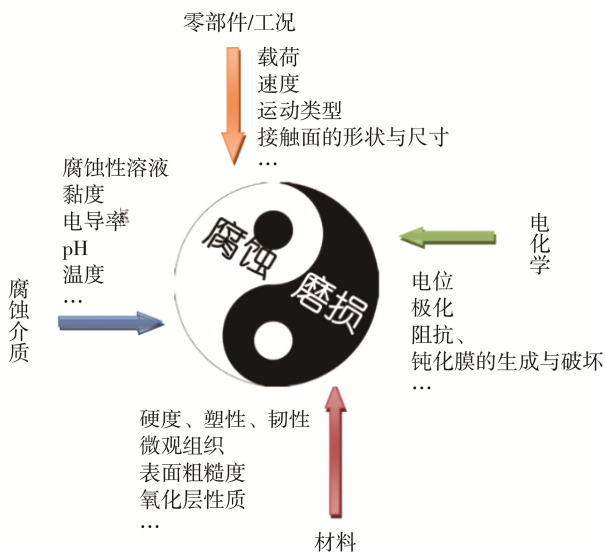 零部件/工况
载荷
速度
运动类型
接触面的形状与尺寸
…
腐蚀性溶液
黏度
电导率
pH
温度
…
腐蚀介质
腐蚀
磨损
电化学
电位
极化
阻抗、
钝化膜的生成与破坏
…
硬度、塑性、韧性
微观组织
表面粗糙度
氧化层性质
…
材料